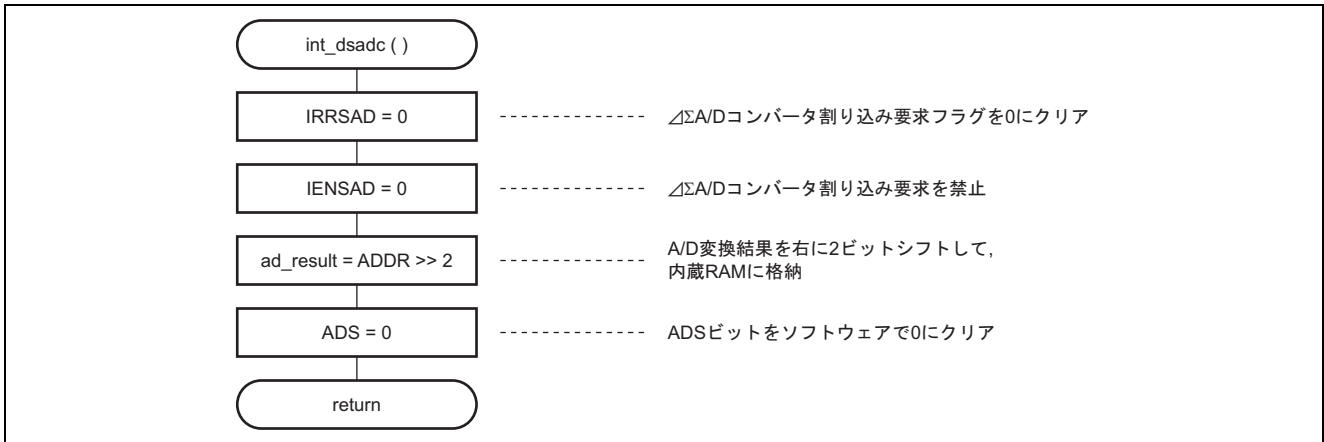 int_dsadc ( )
IRRSAD = 0
⊿ΣA/Dコンバータ割り込み要求フラグを0にクリア
IENSAD = 0
⊿ΣA/Dコンバータ割り込み要求を禁止
ad_result = ADDR >> 2
A/D変換結果を右に2ビットシフトして,
内蔵RAMに格納
ADS = 0
ADSビットをソフトウェアで0にクリア
return